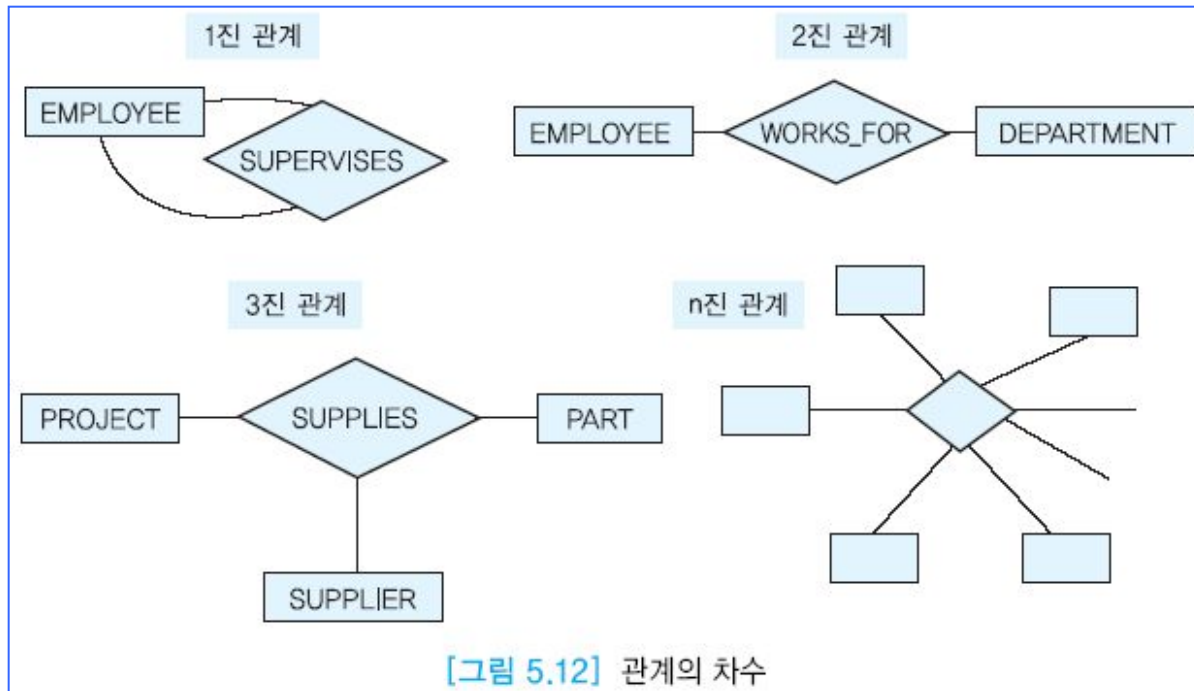 1진 관계
2진 관계
EMPLOYEE
SUPERVISES
EMPLOYEE
WORKS_FOR
DEPARTMENT
3진 관계
n진 관계
PROJECT
SUPPLIES
PART
SUPPLIER
[그림 5.12] 관계의 차수